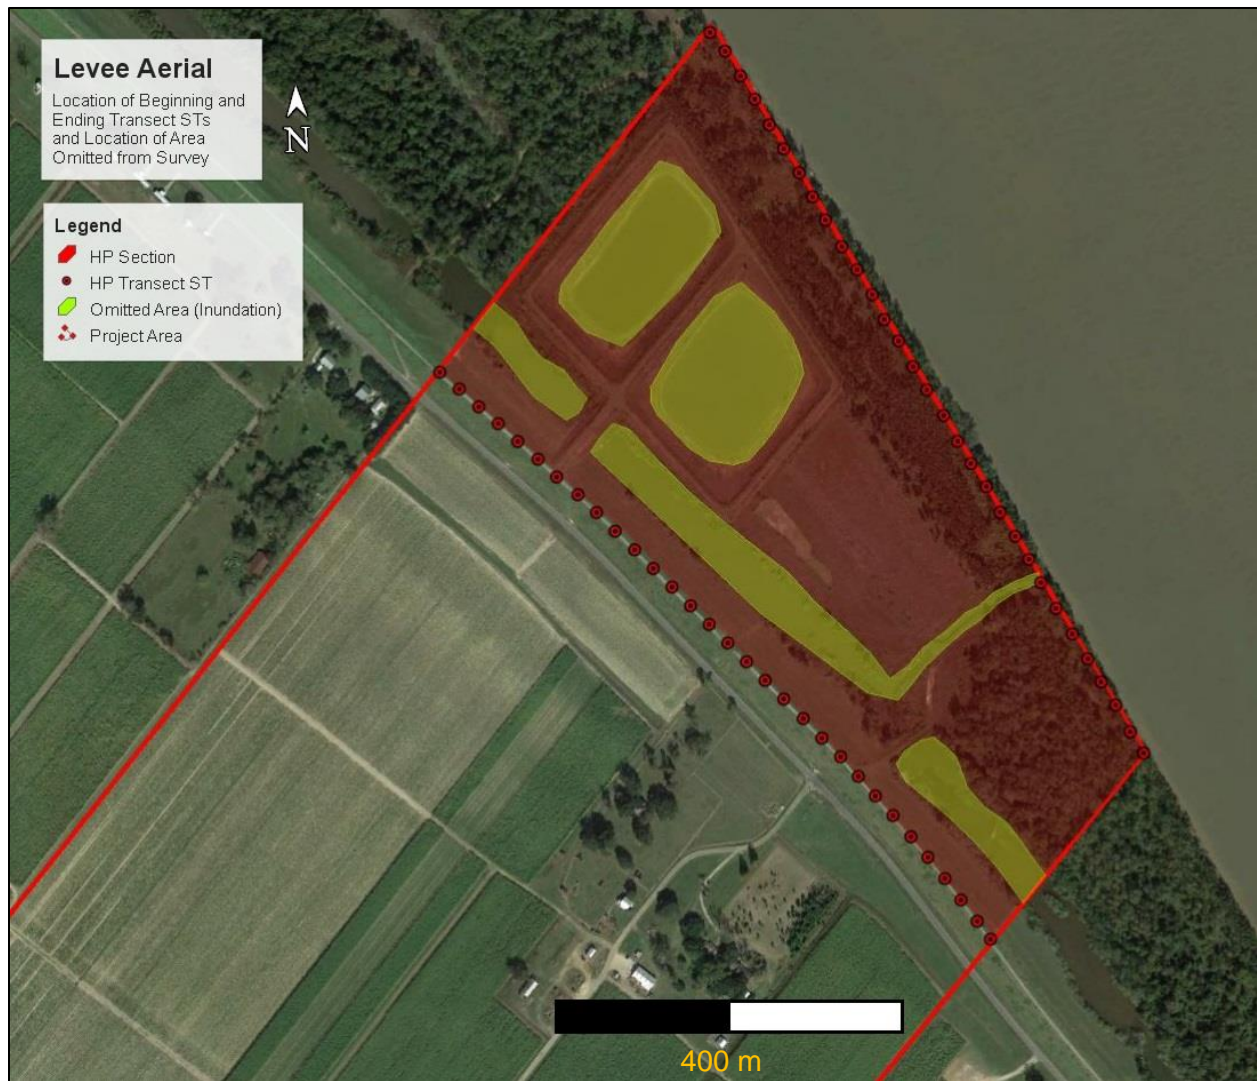 Levee Aerial
Location of Beginning and
Ending Transect STs
and Location of Area
Omitted from Survey
N
Legend
HP Section
HP Transect ST
Omitted Area (Inundation)
Project Area
400 m